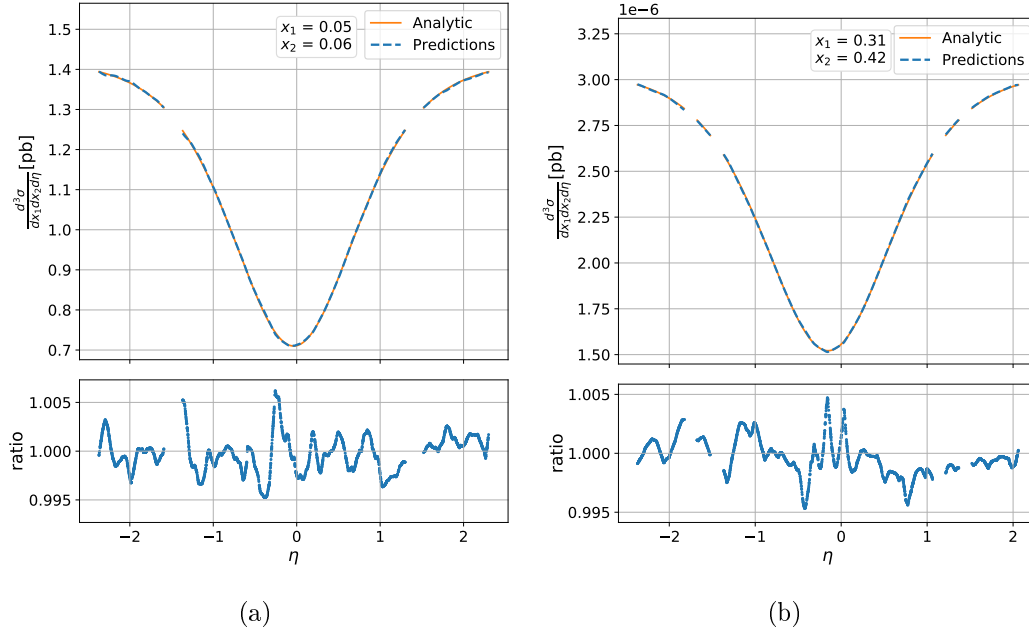 x₁ = 0.05
x₂ = 0.06
Analytic
Predictions
1.5
1.4
1.3
1.2
1.1
1.0
0.9
0.8
0.7
d³σ/dx₁dx₂dη [pb]
1.005
1.000
0.995
ratio
−2 −1 0 1 2
η
(a)
1e−6
x₁ = 0.31
x₂ = 0.42
Analytic
Predictions
3.25
3.00
2.75
2.50
2.25
2.00
1.75
1.50
d³σ/dx₁dx₂dη [pb]
1.005
1.000
0.995
ratio
−2 −1 0 1 2
η
(b)